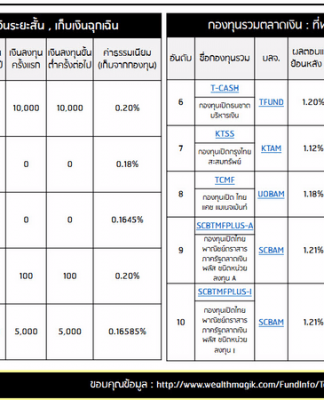 นระยะสั้น , เก็บเงินฉุกเฉิน
เงินลงทุน
ครั้งแรก
เงินลงทุนขั้น
ต่ำครั้งต่อไป
ค่าธรรมเนียม
(เก็บจากกองทุน)
10,000 10,000 0.20%
0 0 0.18%
0 0 0.1645%
100 100 0.20%
5,000 5,000 0.16585%
กองทุนรวมตลาดเงิน : ที่พ
อันดับ
ชื่อกองทุนรวม
บลจ.
ผลตอบแ
ย้อนหลัง
6
T-CASH
กองทุนเปิดธนชาต
บริหารเงิน
TFUND
1.20%
7
KTSS
กองทุนเปิดกรุงไทย
สะสมทรัพย์
KTAM
1.12%
8
TCMF
กองทุนเปิด ไทย
แคช แมเนจเม้นท์
UOBAM
1.18%
9
SCBTMFPLUS-A
กองทุนเปิดไทย
พาณิชย์ตราสาร
ภาครัฐตลาดเงิน
พลัส ชนิดหน่วย
ลงทุน A
SCBAM
1.21%
10
SCBTMFPLUS-I
กองทุนเปิดไทย
พาณิชย์ตราสาร
ภาครัฐตลาดเงิน
พลัส ชนิดหน่วย
ลงทุน I
SCBAM
1.21%
ขอบคุณข้อมูล : http://www.wealthmagik.com/FundInfo/T